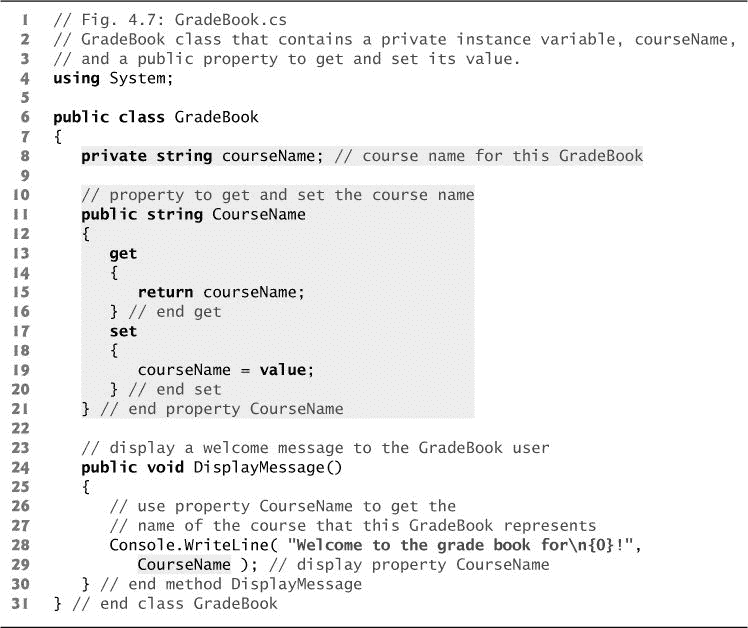 1 // Fig. 4.7: GradeBook.cs
2 // GradeBook class that contains a private instance variable, courseName,
3 // and a public property to get and set its value.
4 using System;
5
6 public class GradeBook
7 {
8 private string courseName; // course name for this GradeBook
9
10 // property to get and set the course name
11 public string CourseName
12 {
13 get
14 {
15 return courseName;
16 } // end get
17 set
18 {
19 courseName = value;
20 } // end set
21 } // end property CourseName
22
23 // display a welcome message to the GradeBook user
24 public void DisplayMessage()
25 {
26 // use property CourseName to get the
27 // name of the course that this GradeBook represents
28 Console.WriteLine( "Welcome to the grade book for\n{0}!",
29 CourseName ); // display property CourseName
30 } // end method DisplayMessage
31 } // end class GradeBook